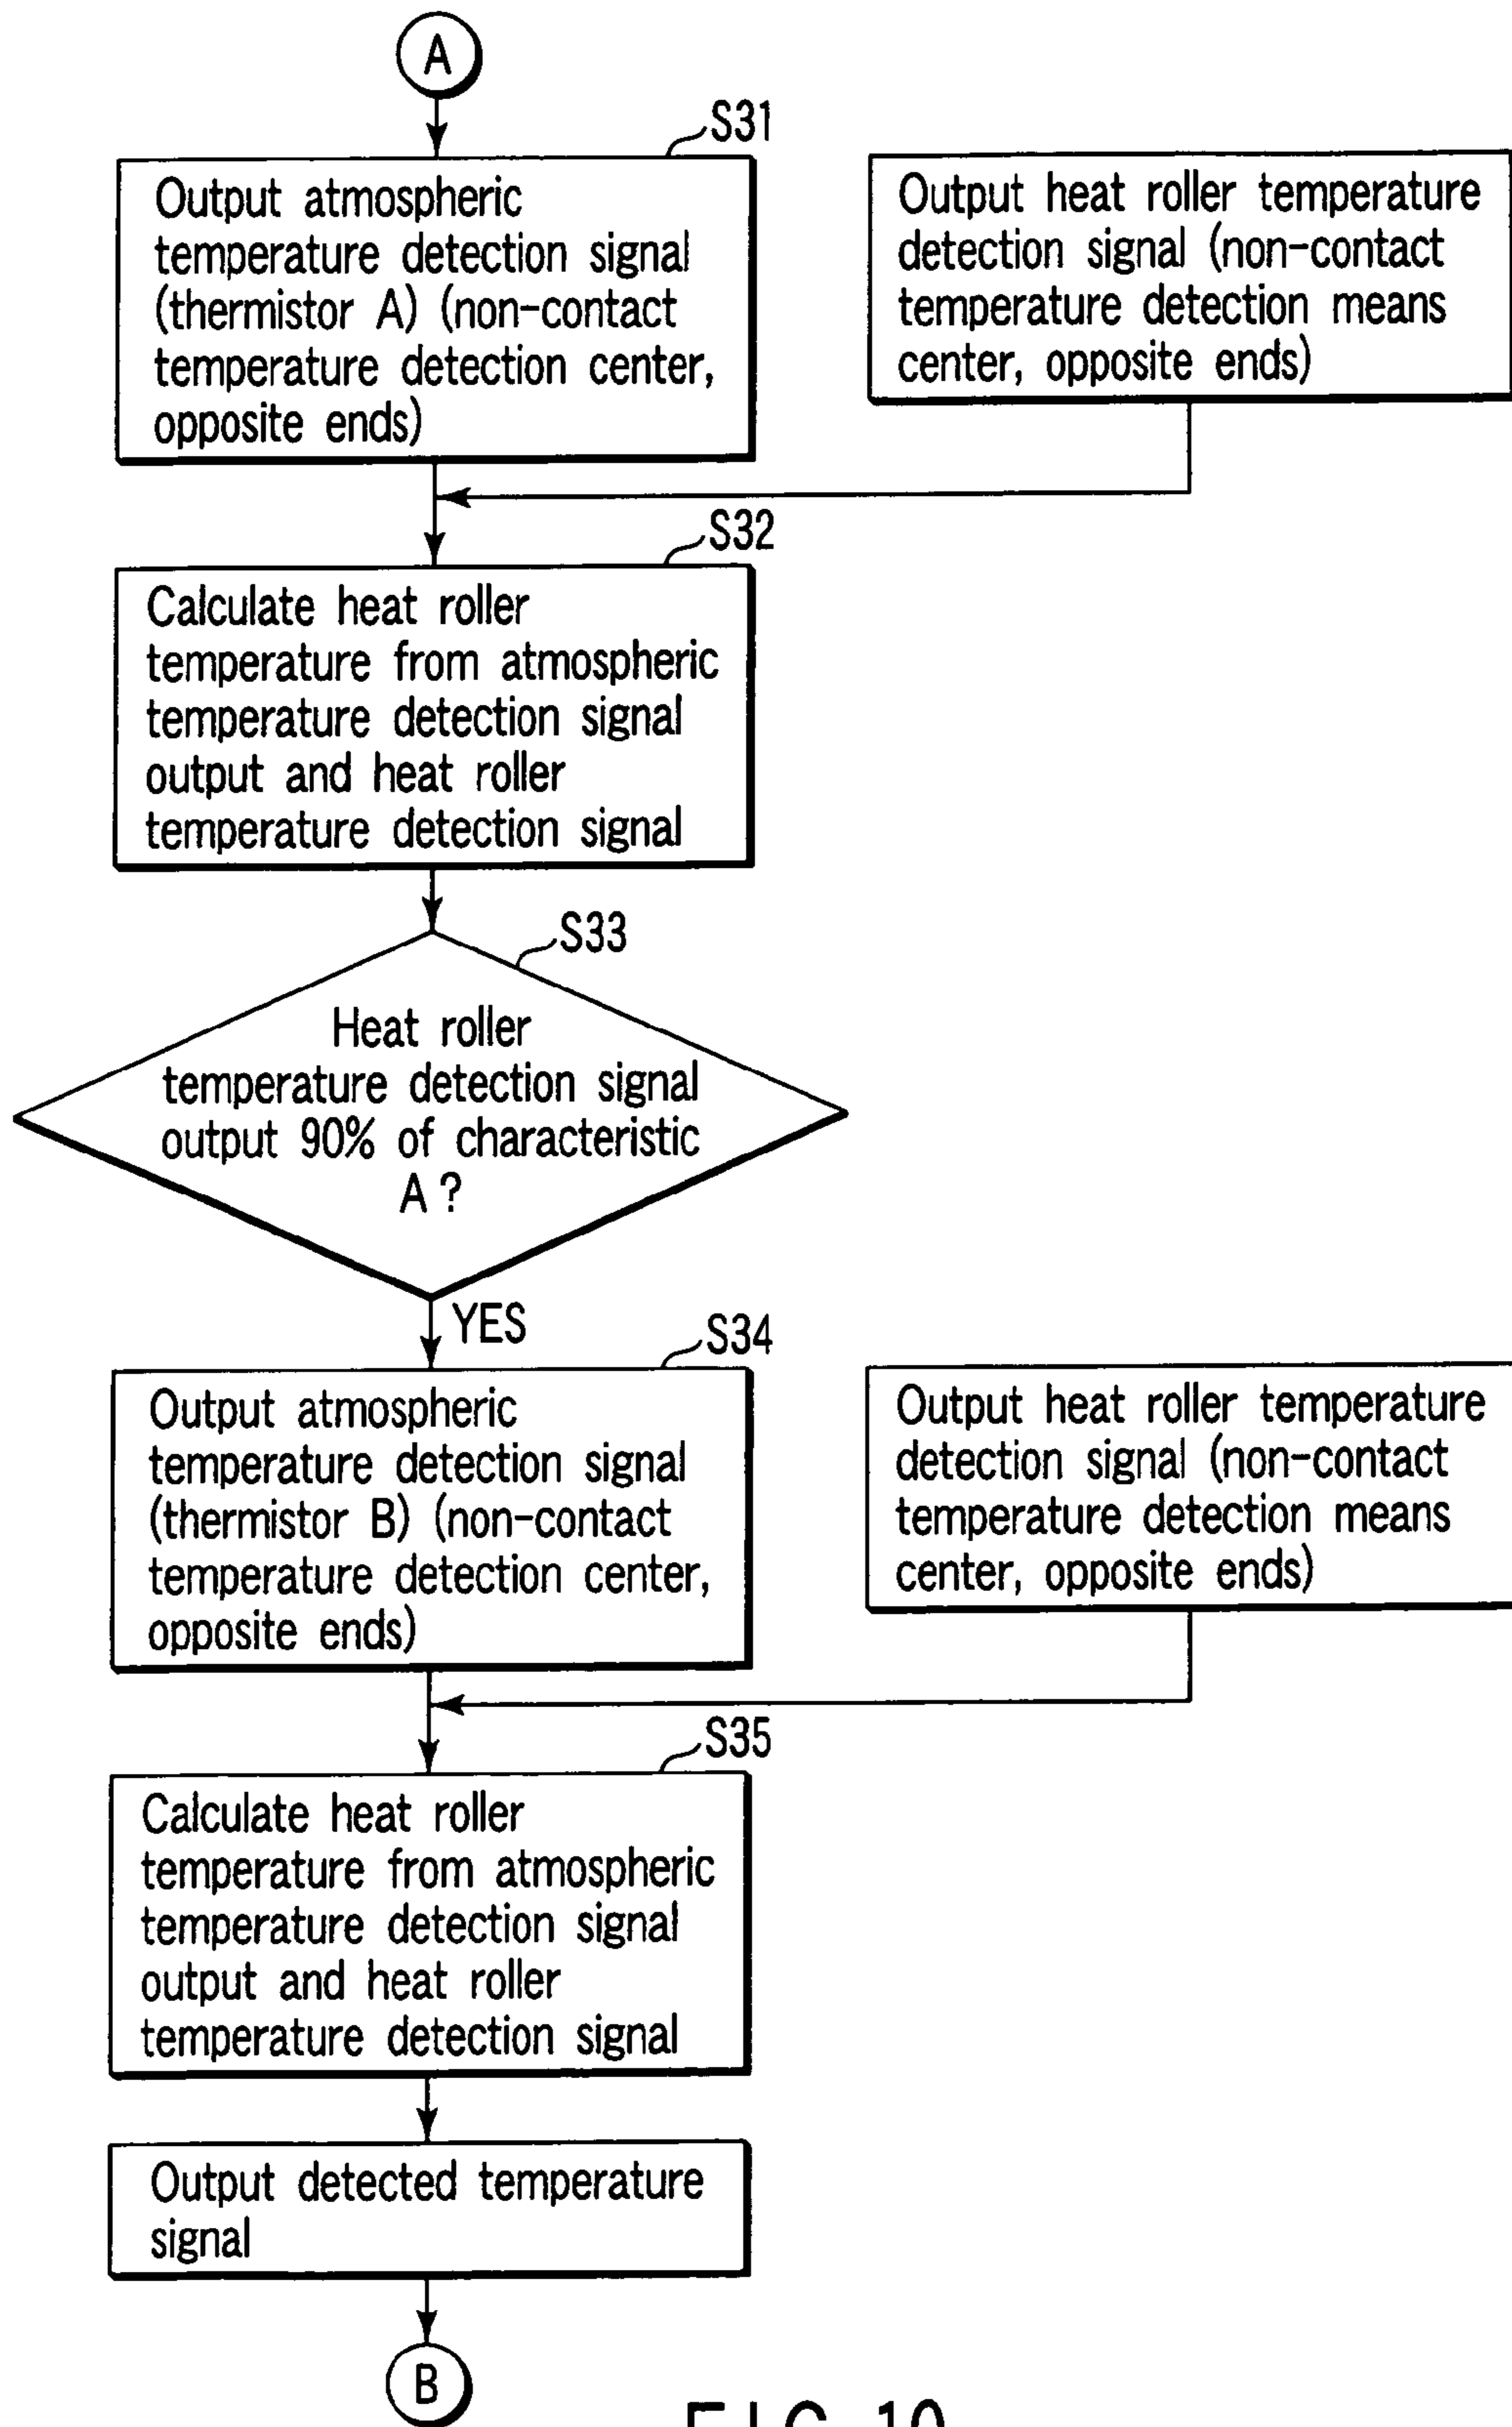 A
S31
Output atmospheric
temperature detection signal
(thermistor A) (non-contact
temperature detection center,
opposite ends)
Output heat roller temperature
detection signal (non-contact
temperature detection means
center, opposite ends)
S32
Calculate heat roller
temperature from atmospheric
temperature detection signal
output and heat roller
temperature detection signal
S33
Heat roller
temperature detection signal
output 90% of characteristic
A ?
YES
S34
Output atmospheric
temperature detection signal
(thermistor B) (non-contact
temperature detection center,
opposite ends)
Output heat roller temperature
detection signal (non-contact
temperature detection means
center, opposite ends)
S35
Calculate heat roller
temperature from atmospheric
temperature detection signal
output and heat roller
temperature detection signal
Output detected temperature
signal
B